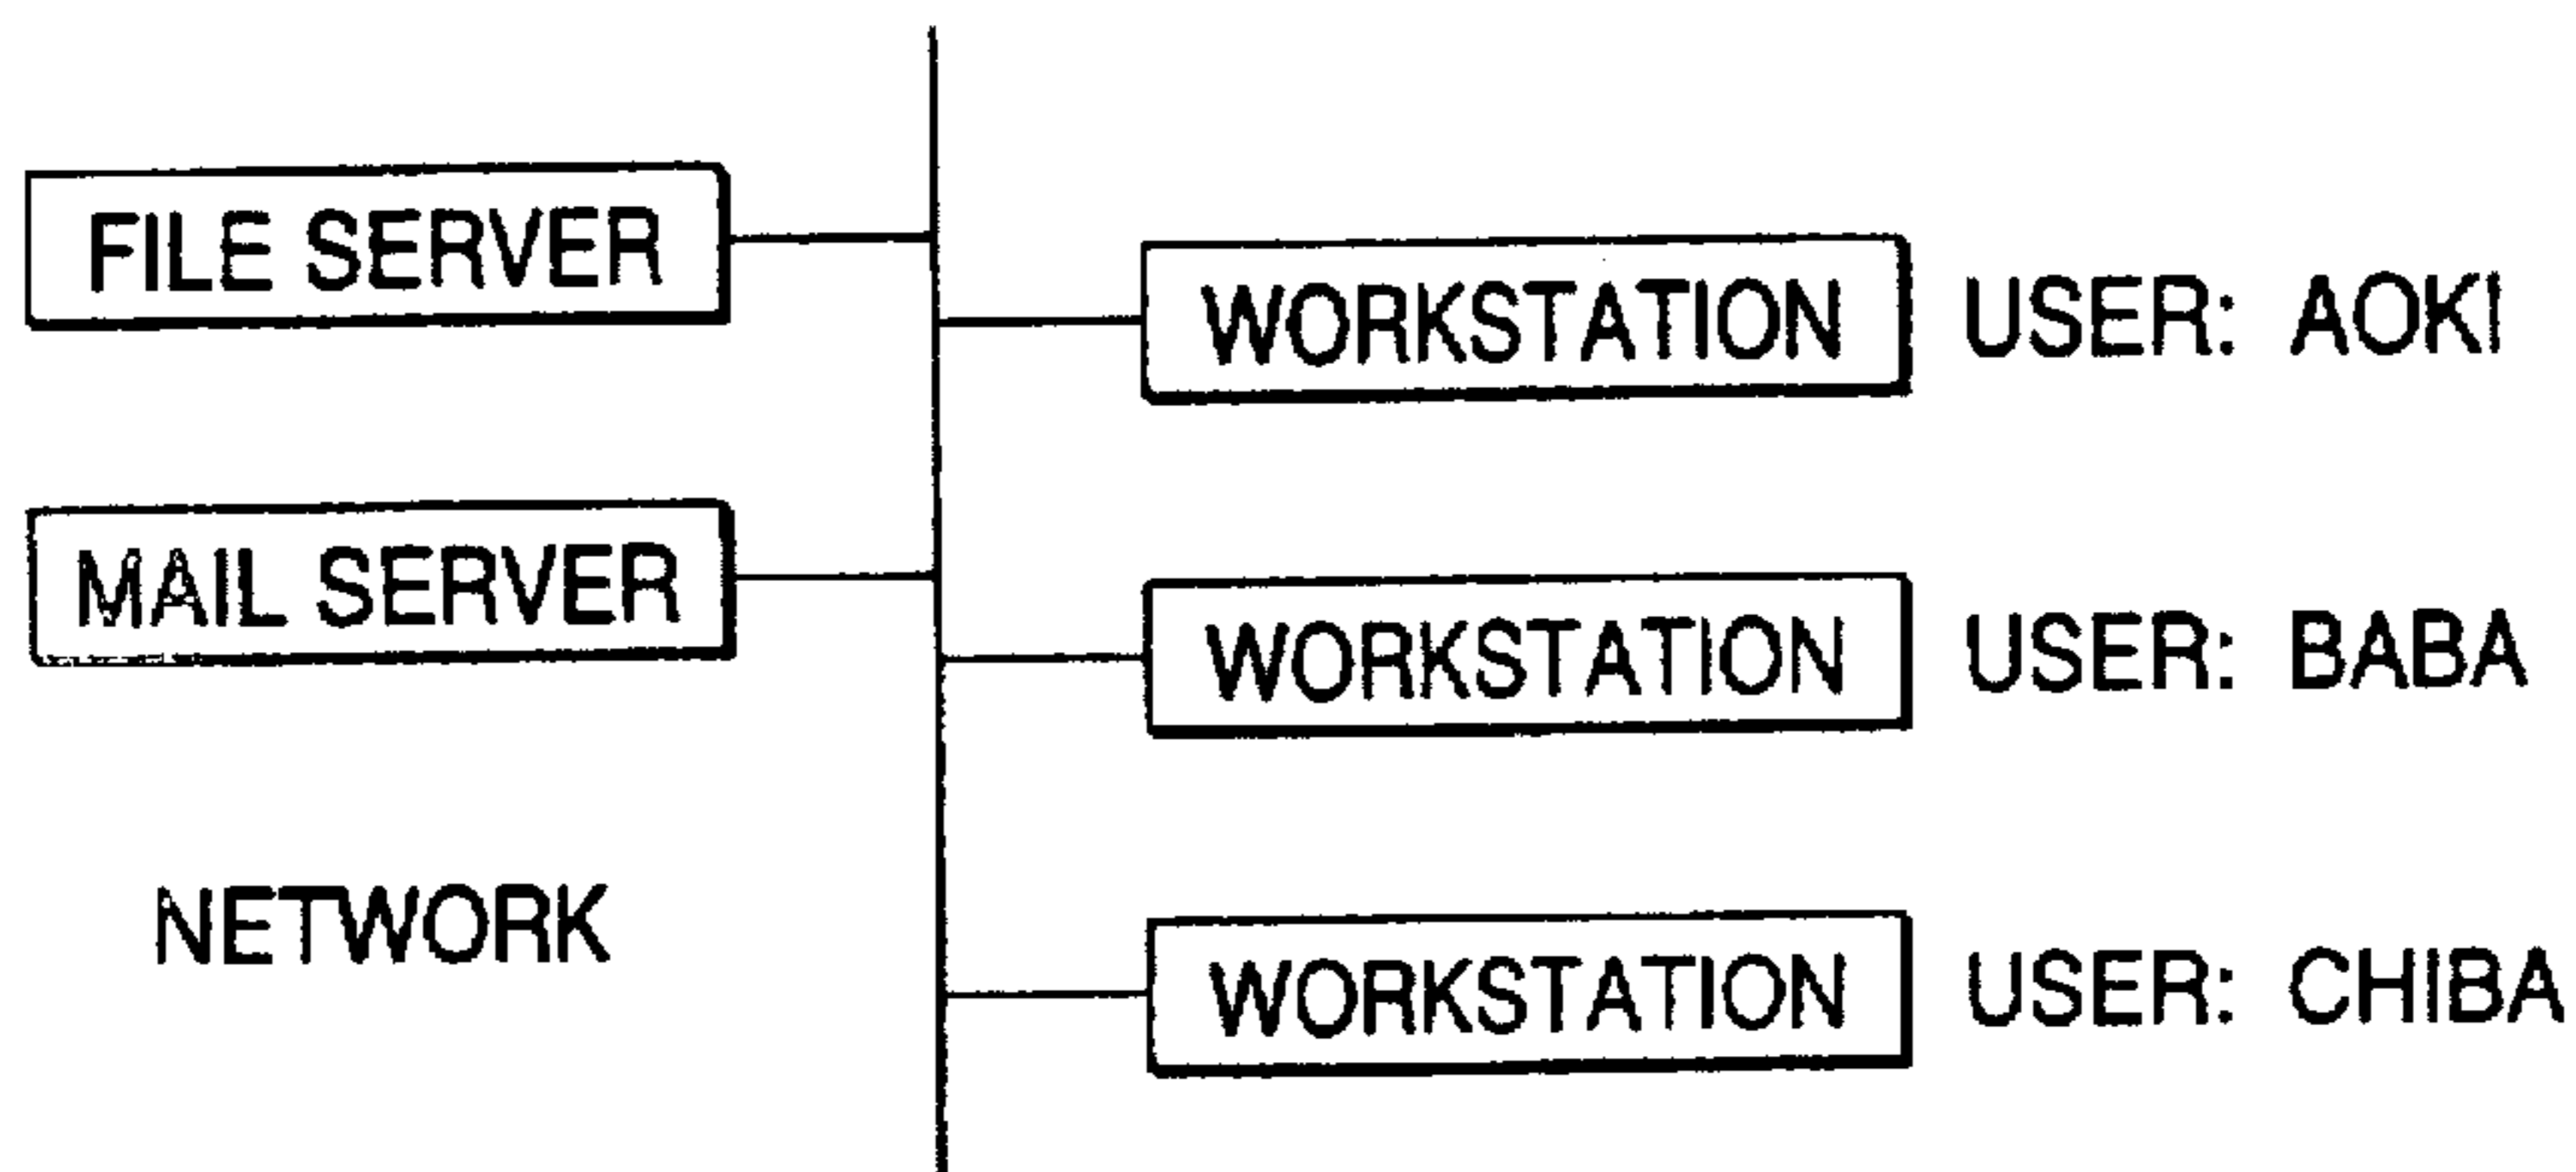 FILE SERVER
WORKSTATION USER: AOKI
MAIL SERVER
WORKSTATION USER: BABA
NETWORK
WORKSTATION USER: CHIBA